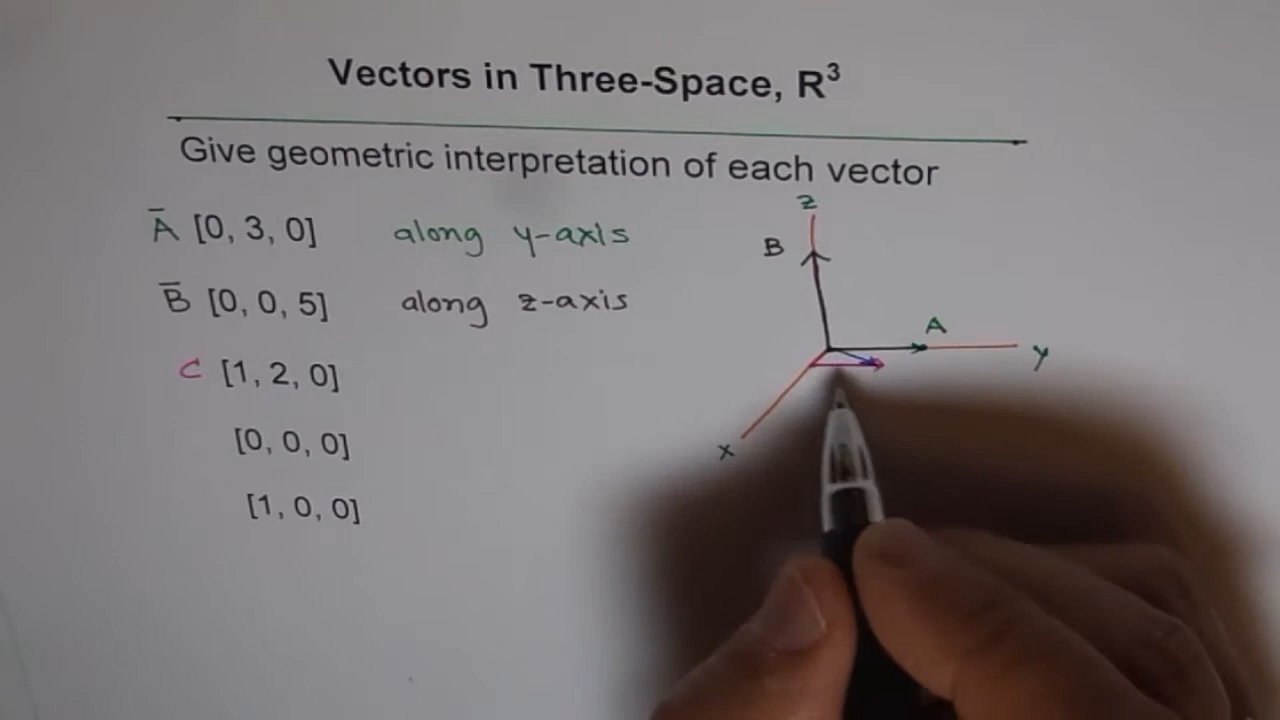 Vectors in Three-Space, R³
Give geometric interpretation of each vector
A̅ [0, 3, 0] along y-axis
B̅ [0, 0, 5] along z-axis
C [1, 2, 0]
[0, 0, 0]
[1, 0, 0]
z
B
A
y
x